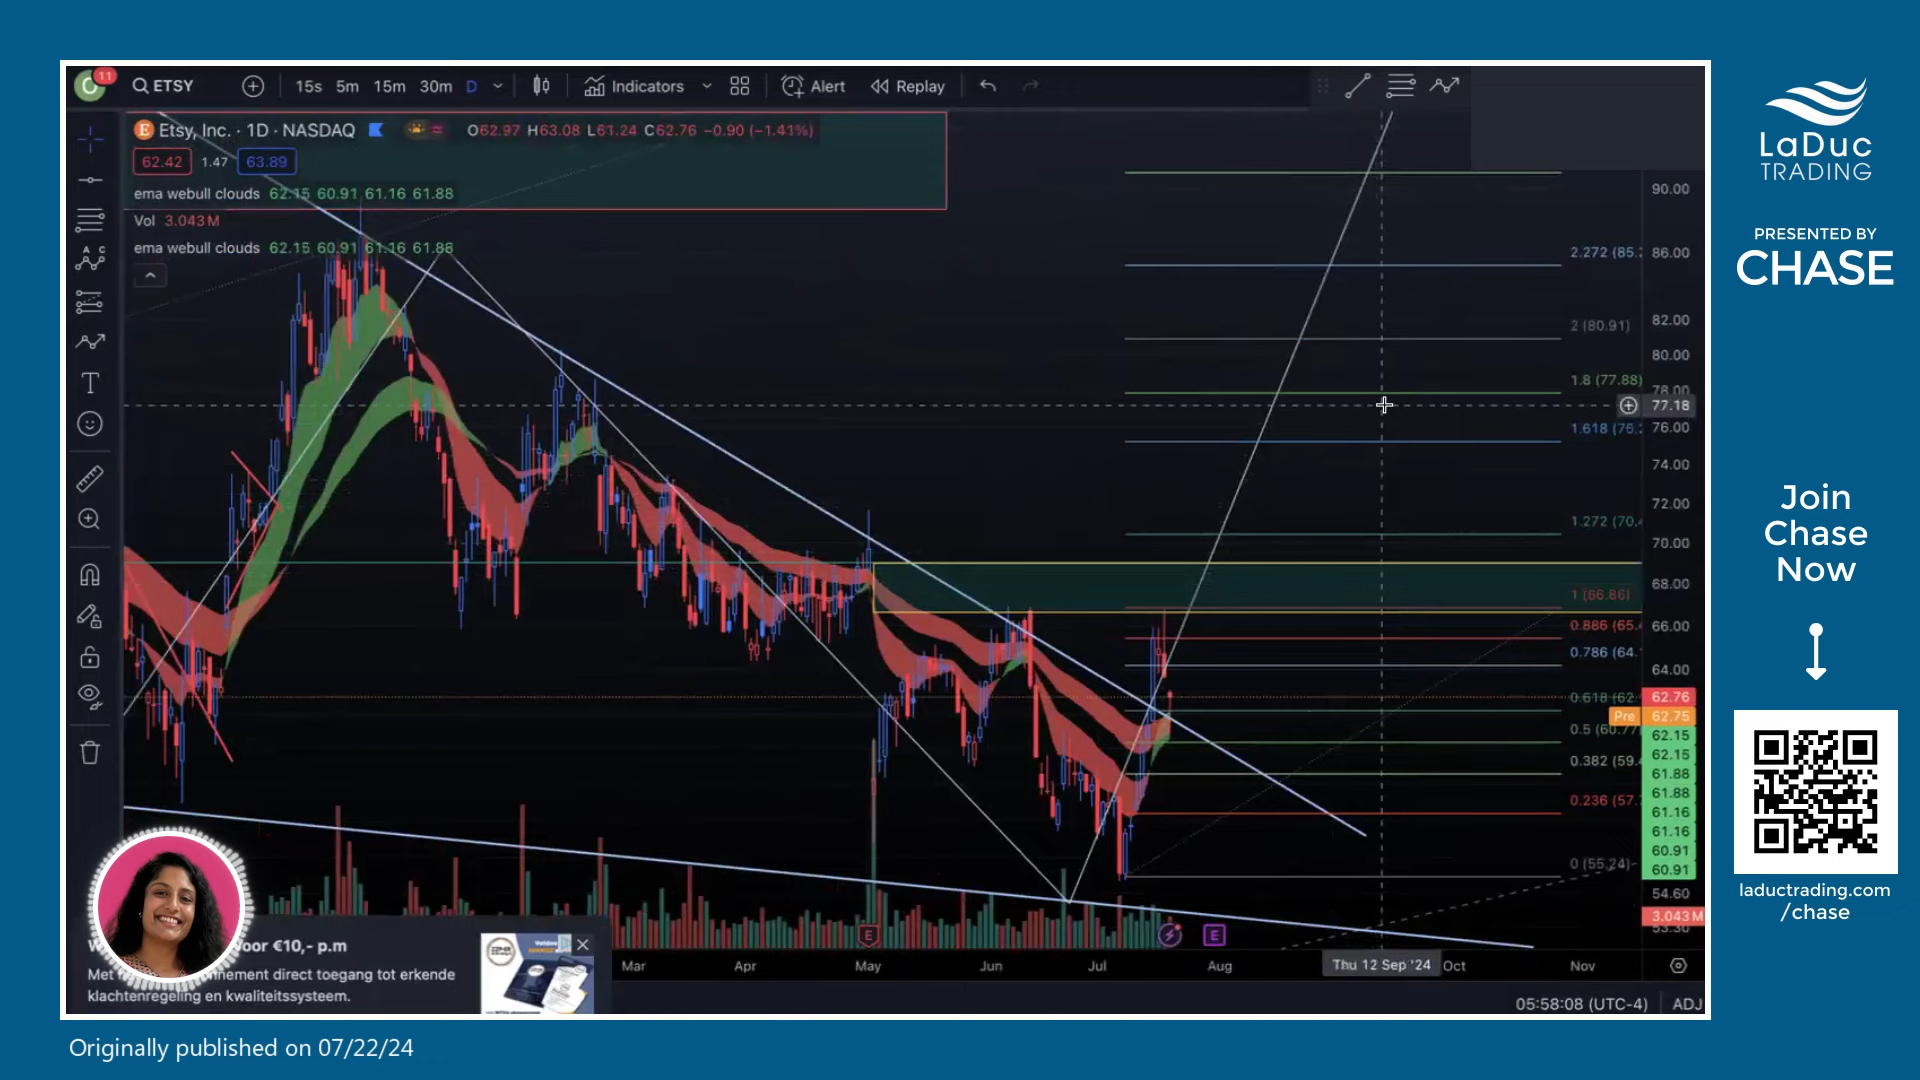 11
ETSY
15s 5m 15m 30m D
Indicators
Alert
Replay
Etsy, Inc. · 1D · NASDAQ
O62.97 H63.08 L61.24 C62.76 −0.90 (−1.41%)
62.42 1.47 63.89
ema webull clouds 62.15 60.91 61.16 61.88
Vol 3.043M
ema webull clouds 62.15 60.91 61.16 61.88
90.00
2.272 (85.
86.00
82.00
2 (80.91)
80.00
1.8 (77.88)
78.00
77.18
76.00
1.618 (75.
74.00
72.00
1.272 (70.
70.00
68.00
1 (66.86)
66.00
0.886 (65.
0.786 (64.
64.00
0.618 (62.
62.76
Pre 62.75
0.5 (60.77)
62.15
62.15
0.382 (59.
61.88
61.88
0.236 (57.
61.16
61.16
60.91
0 (55.24)
60.91
54.60
3.043M
53.30
E
E
Mar Apr May Jun Jul Aug Thu 12 Sep '24 Oct Nov
05:58:08 (UTC-4) ADJ
voor €10,- p.m
nement direct toegang tot erkende
klachtenregeling en kwaliteitssysteem.
LaDuc
TRADING
PRESENTED BY
CHASE
Join
Chase
Now
laductrading.com
/chase
Originally published on 07/22/24